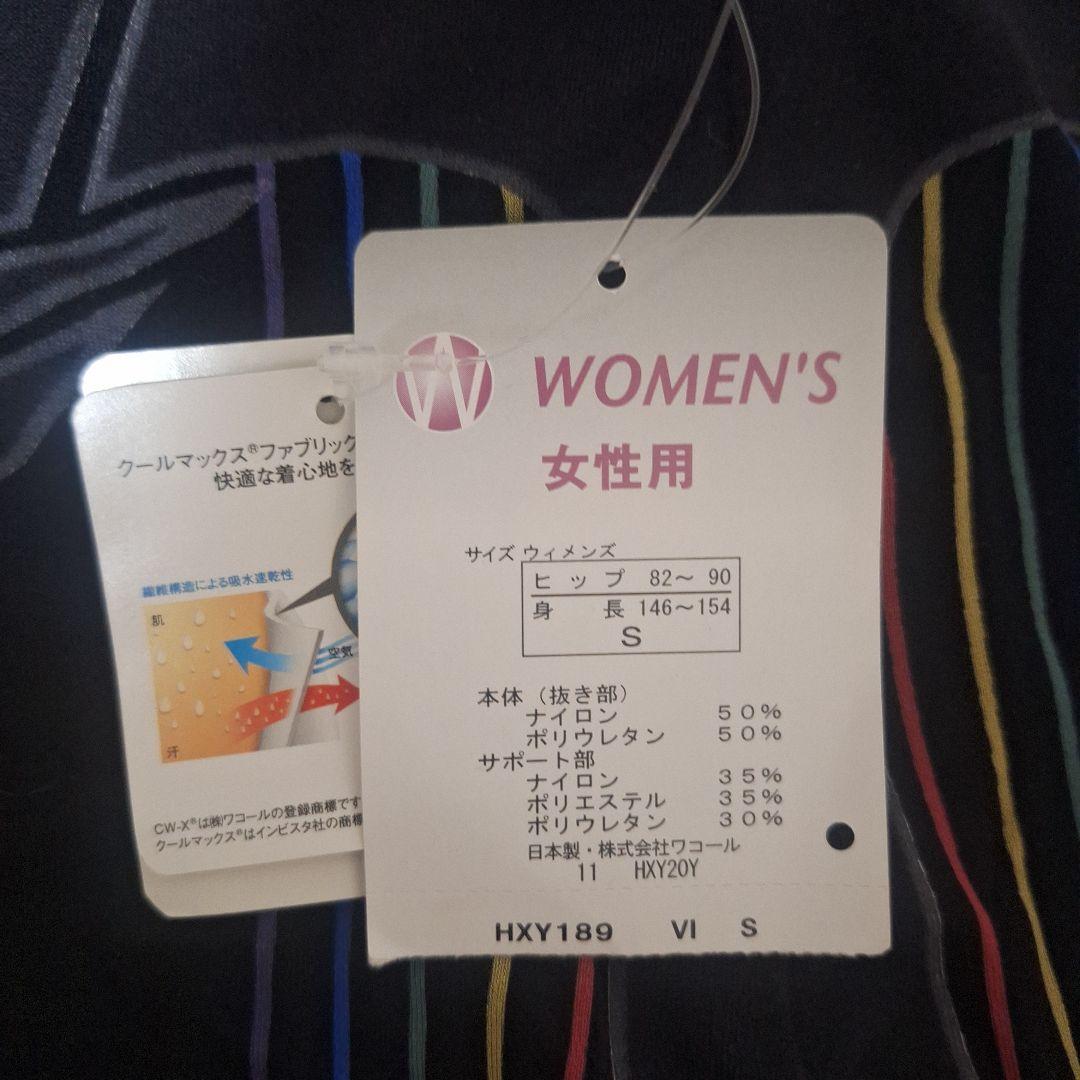 W WOMEN'S
女性用
サイズ ウィメンズ
ヒップ 82〜 90
身長 146〜154
S
本体（抜き部）
ナイロン 50%
ポリウレタン 50%
サポート部
ナイロン 35%
ポリエステル 35%
ポリウレタン 30%
日本製・株式会社ワコール
11 HXY20Y
HXY189 VI S
クールマックス®ファブリック
快適な着心地を
繊維構造による吸水速乾性
肌
空気
汗
CW-X®は㈱ワコールの登録商標です
クールマックス®はインビスタ社の商標